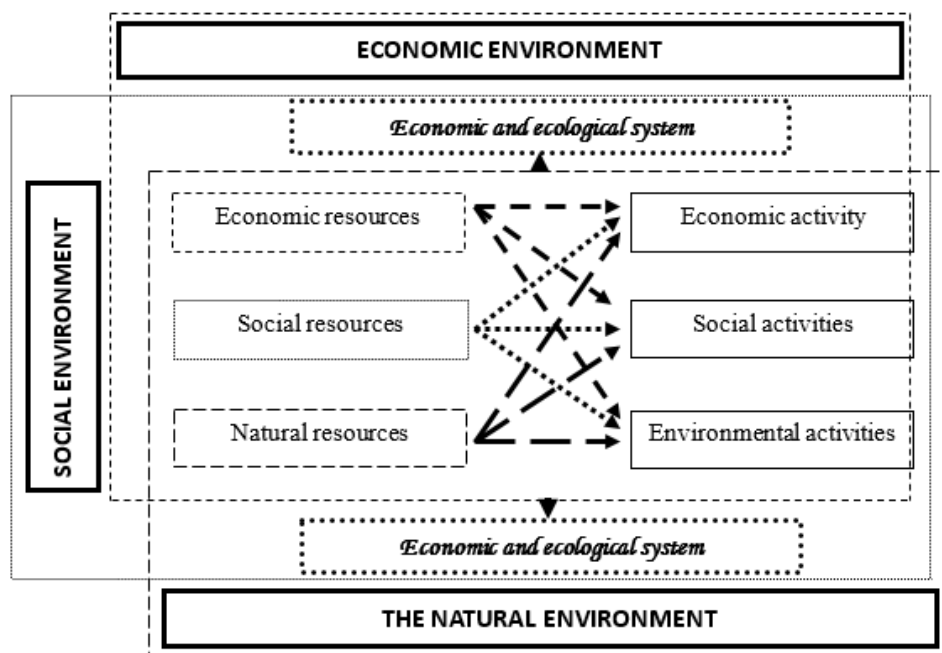 ECONOMIC ENVIRONMENT
Economic and ecological system
SOCIAL ENVIRONMENT
Economic resources
Economic activity
Social resources
Social activities
Natural resources
Environmental activities
Economic and ecological system
THE NATURAL ENVIRONMENT